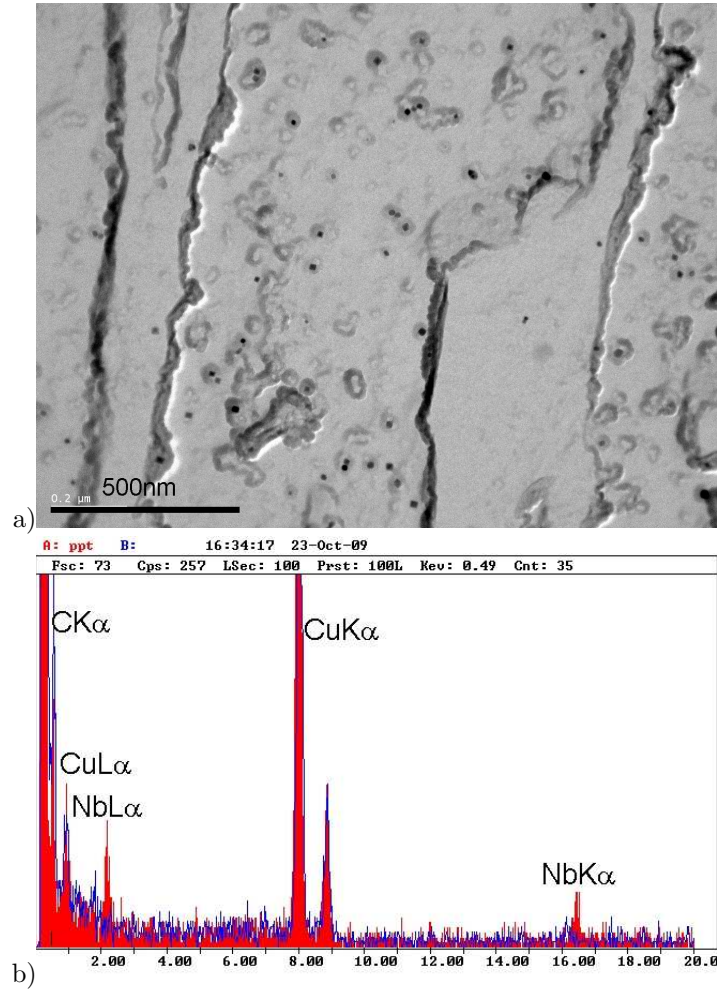 500nm
0.2 µm
a)
A: ppt B: 16:34:17 23-Oct-09
Fsc: 73 Cps: 257 LSec: 100 Prst: 100L Kev: 0.49 Cnt: 35
CKα
CuKα
CuLα
NbLα
NbKα
2.00 4.00 6.00 8.00 10.00 12.00 14.00 16.00 18.00 20.0
b)